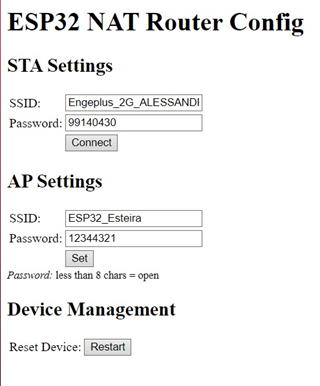 ESP32 NAT Router Config
STA Settings
SSID: Engeplus_2G_ALESSANDR
Password: 99140430
Connect
AP Settings
SSID: ESP32_Esteira
Password: 12344321
Set
Password: less than 8 chars = open
Device Management
Reset Device: Restart